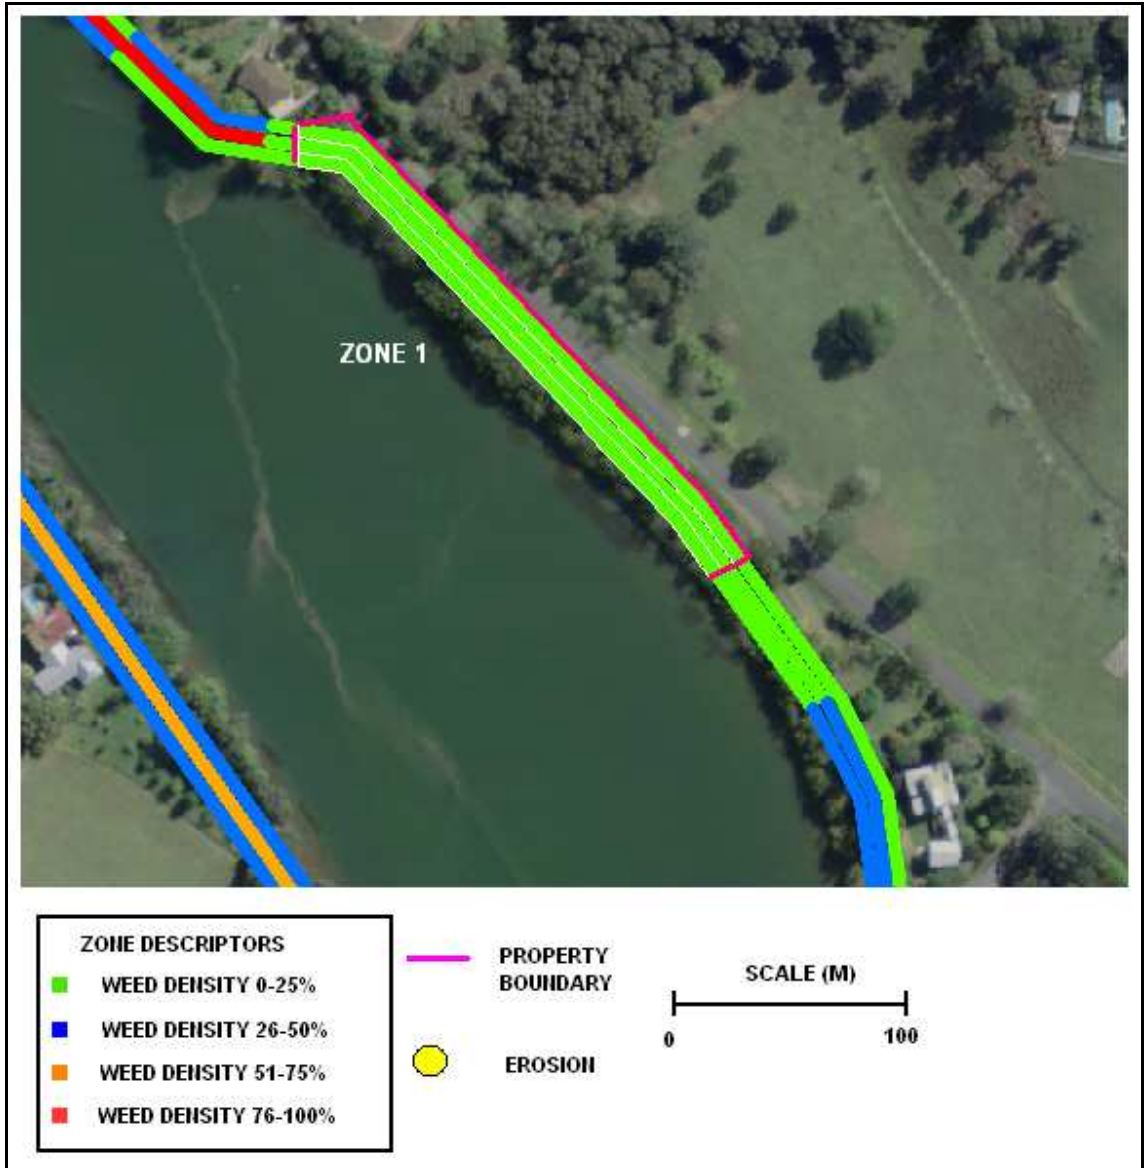 ZONE 1
ZONE DESCRIPTORS
WEED DENSITY 0-25%
WEED DENSITY 26-50%
WEED DENSITY 51-75%
WEED DENSITY 76-100%
PROPERTY
BOUNDARY
EROSION
SCALE (M)
0
100